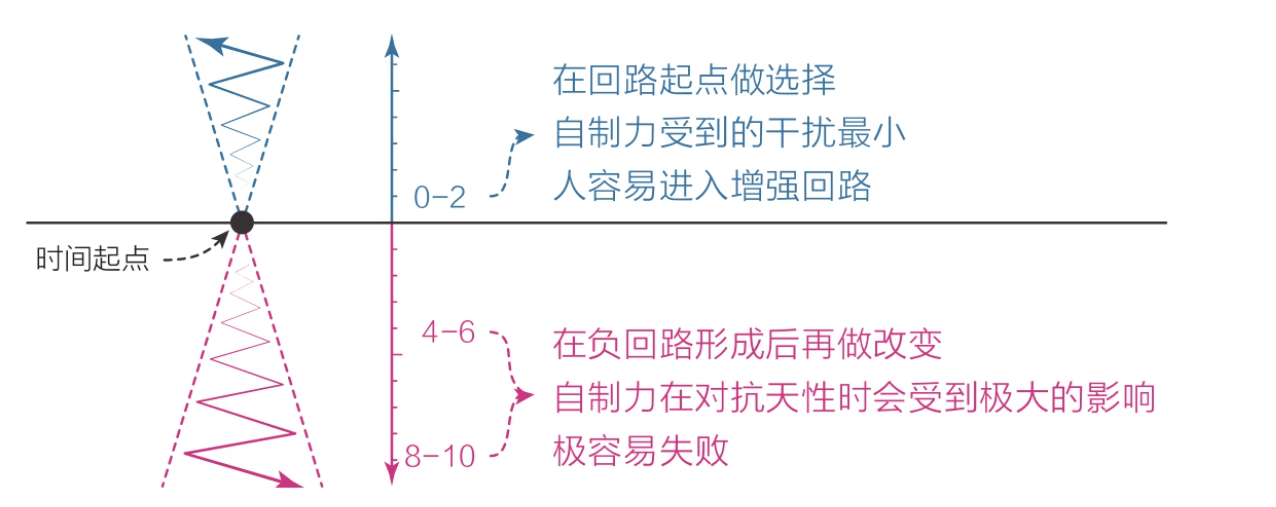 在回路起点做选择
自制力受到的干扰最小
0-2
人容易进入增强回路
时间起点
4-6
在负回路形成后再做改变
自制力在对抗天性时会受到极大的影响
8-10
极容易失败